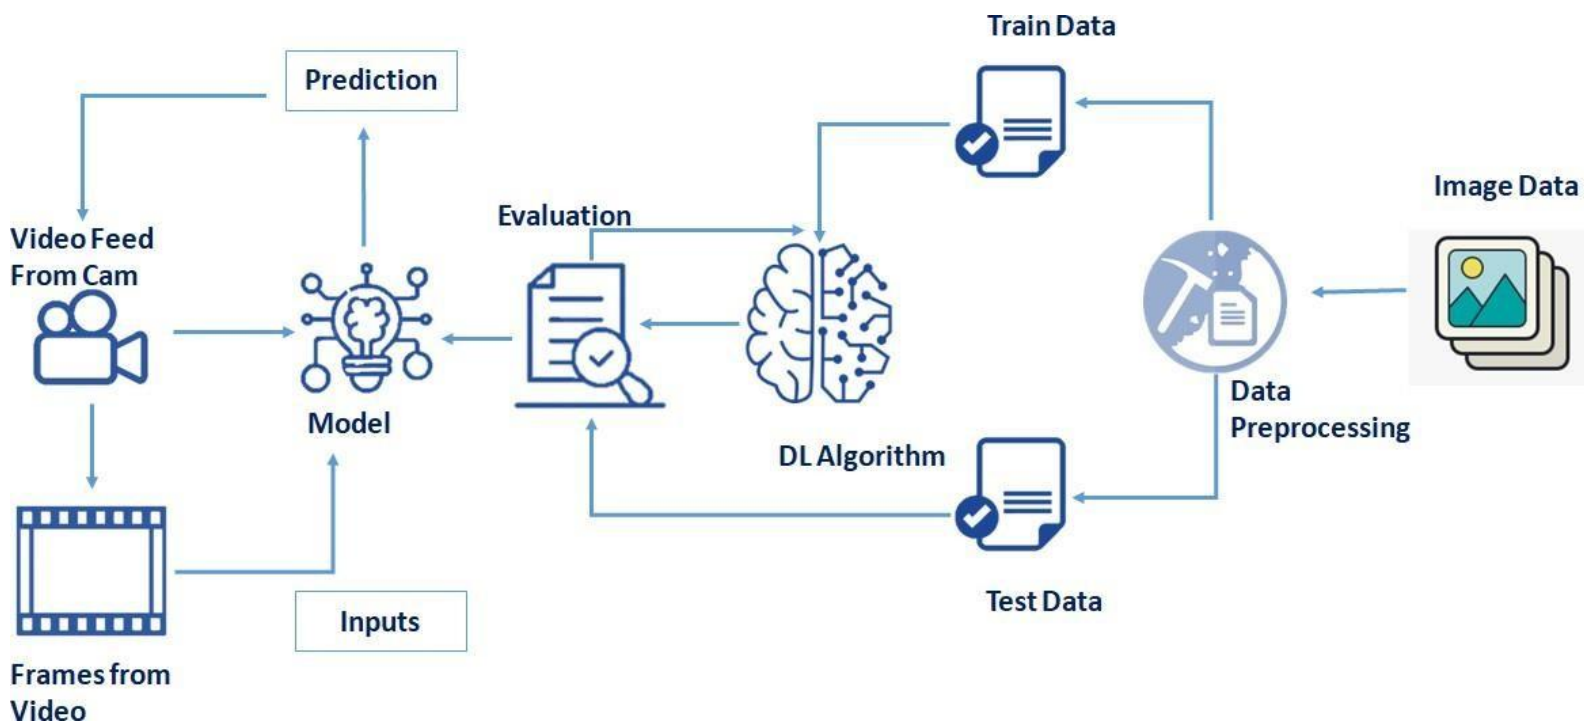 Train Data
Prediction
Image Data
Evaluation
Video Feed
From Cam
Data
Preprocessing
Model
DL Algorithm
Test Data
Inputs
Frames from
Video